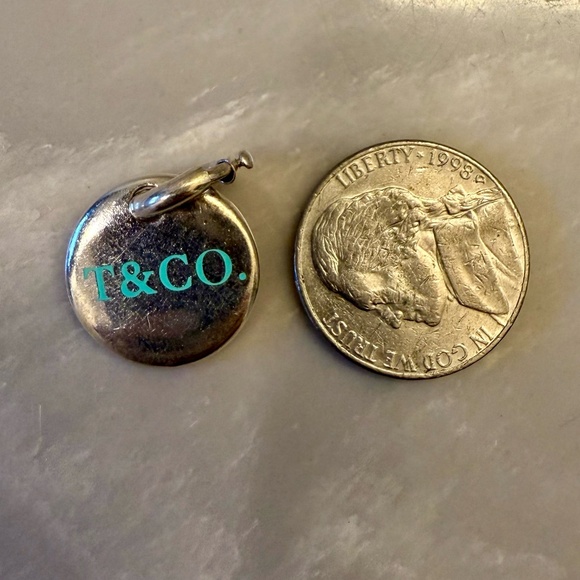 T&CO.
LIBERTY · 1998
IN GOD WE TRUST